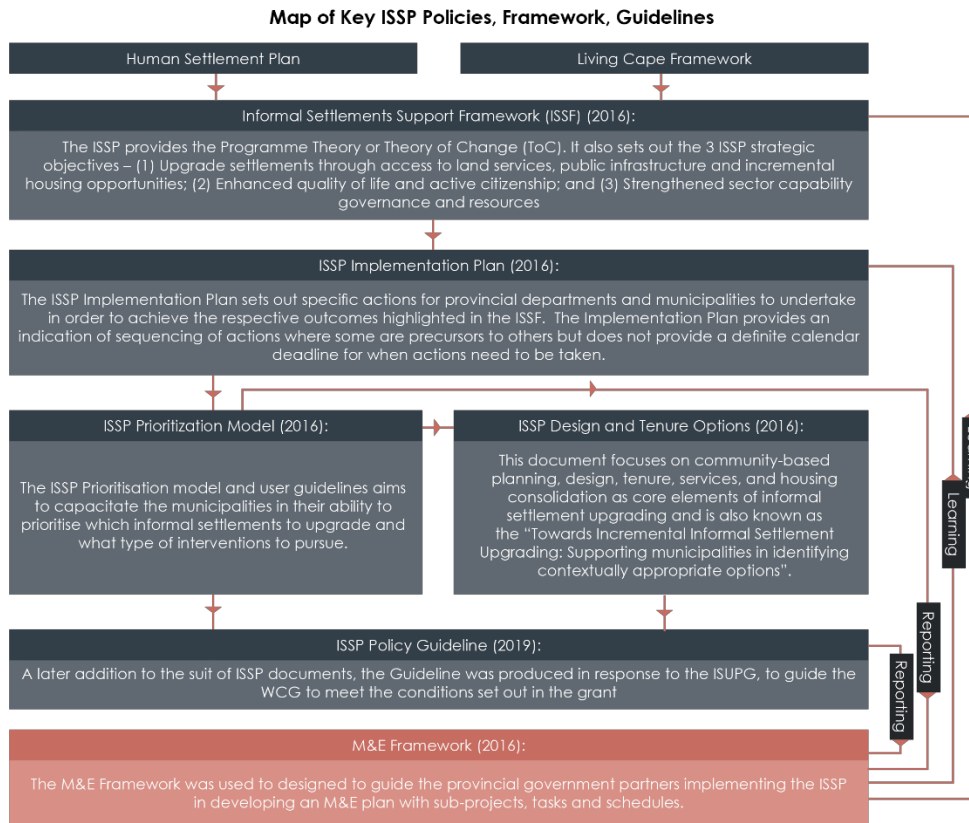 Map of Key ISSP Policies, Framework, Guidelines
Human Settlement Plan
Living Cape Framework
Informal Settlements Support Framework (ISSF) (2016):
The ISSP provides the Programme Theory or Theory of Change (ToC). It also sets out the 3 ISSP strategic
objectives – (1) Upgrade settlements through access to land services, public infrastructure and incremental
housing opportunities; (2) Enhanced quality of life and active citizenship; and (3) Strengthened sector capability
governance and resources
ISSP Implementation Plan (2016):
The ISSP Implementation Plan sets out specific actions for provincial departments and municipalities to undertake
in order to achieve the respective outcomes highlighted in the ISSF. The Implementation Plan provides an
indication of sequencing of actions where some are precursors to others but does not provide a definite calendar
deadline for when actions need to be taken.
ISSP Prioritization Model (2016):
The ISSP Prioritisation model and user guidelines aims
to capacitate the municipalities in their ability to
prioritise which informal settlements to upgrade and
what type of interventions to pursue.
ISSP Design and Tenure Options (2016):
This document focuses on community-based
planning, design, tenure, services, and housing
consolidation as core elements of informal
settlement upgrading and is also known as
the “Towards Incremental Informal Settlement
Upgrading: Supporting municipalities in identifying
contextually appropriate options”.
ISSP Policy Guideline (2019):
A later addition to the suit of ISSP documents, the Guideline was produced in response to the ISUPG, to guide the
WCG to meet the conditions set out in the grant
M&E Framework (2016):
The M&E Framework was used to designed to guide the provincial government partners implementing the ISSP
in developing an M&E plan with sub-projects, tasks and schedules.
Reporting
Reporting
Learning